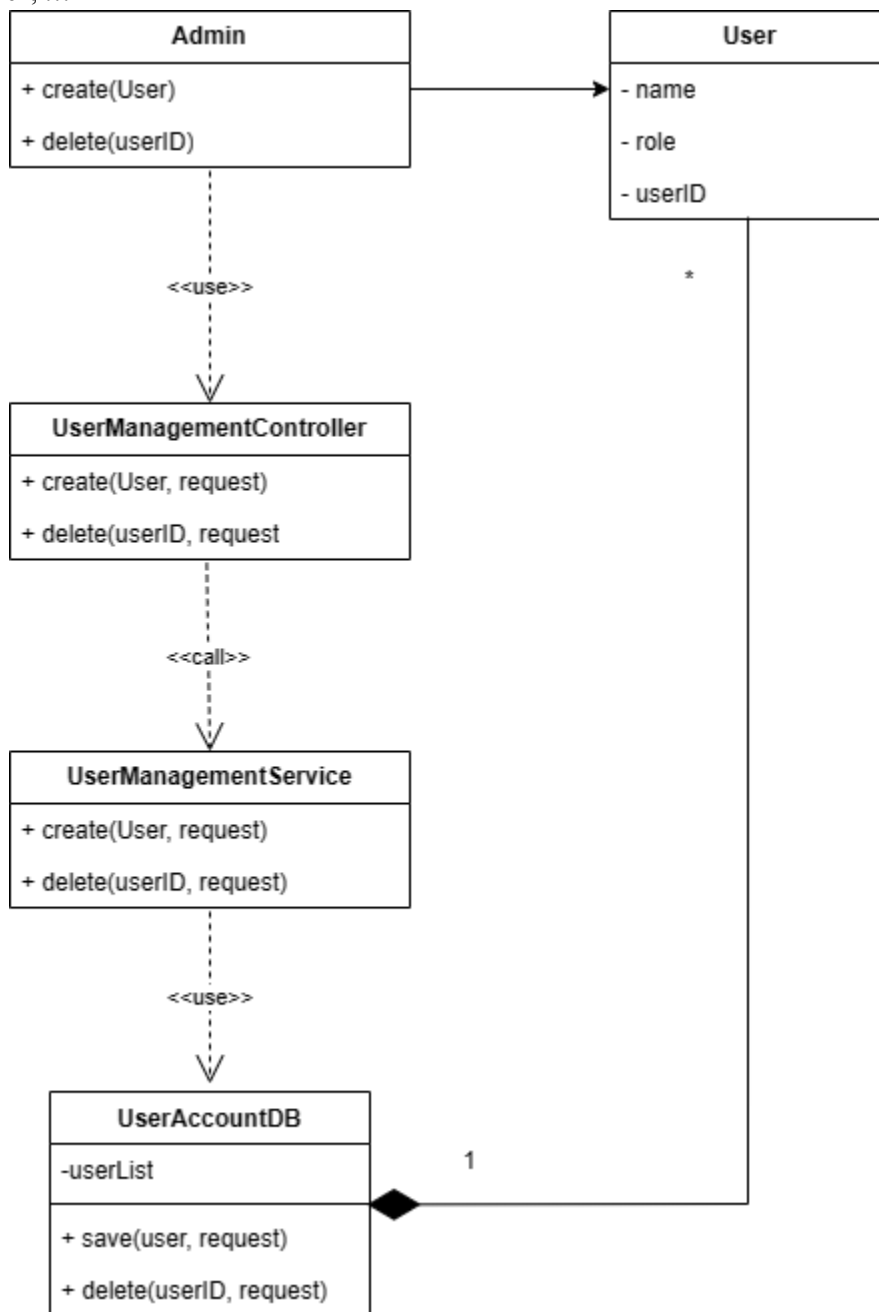 Admin
+ create(User)
+ delete(userID)
User
- name
- role
- userID
*
<<use>>
UserManagementController
+ create(User, request)
+ delete(userID, request
<<call>>
UserManagementService
+ create(User, request)
+ delete(userID, request)
<<use>>
UserAccountDB
-userList
1
+ save(user, request)
+ delete(userID, request)